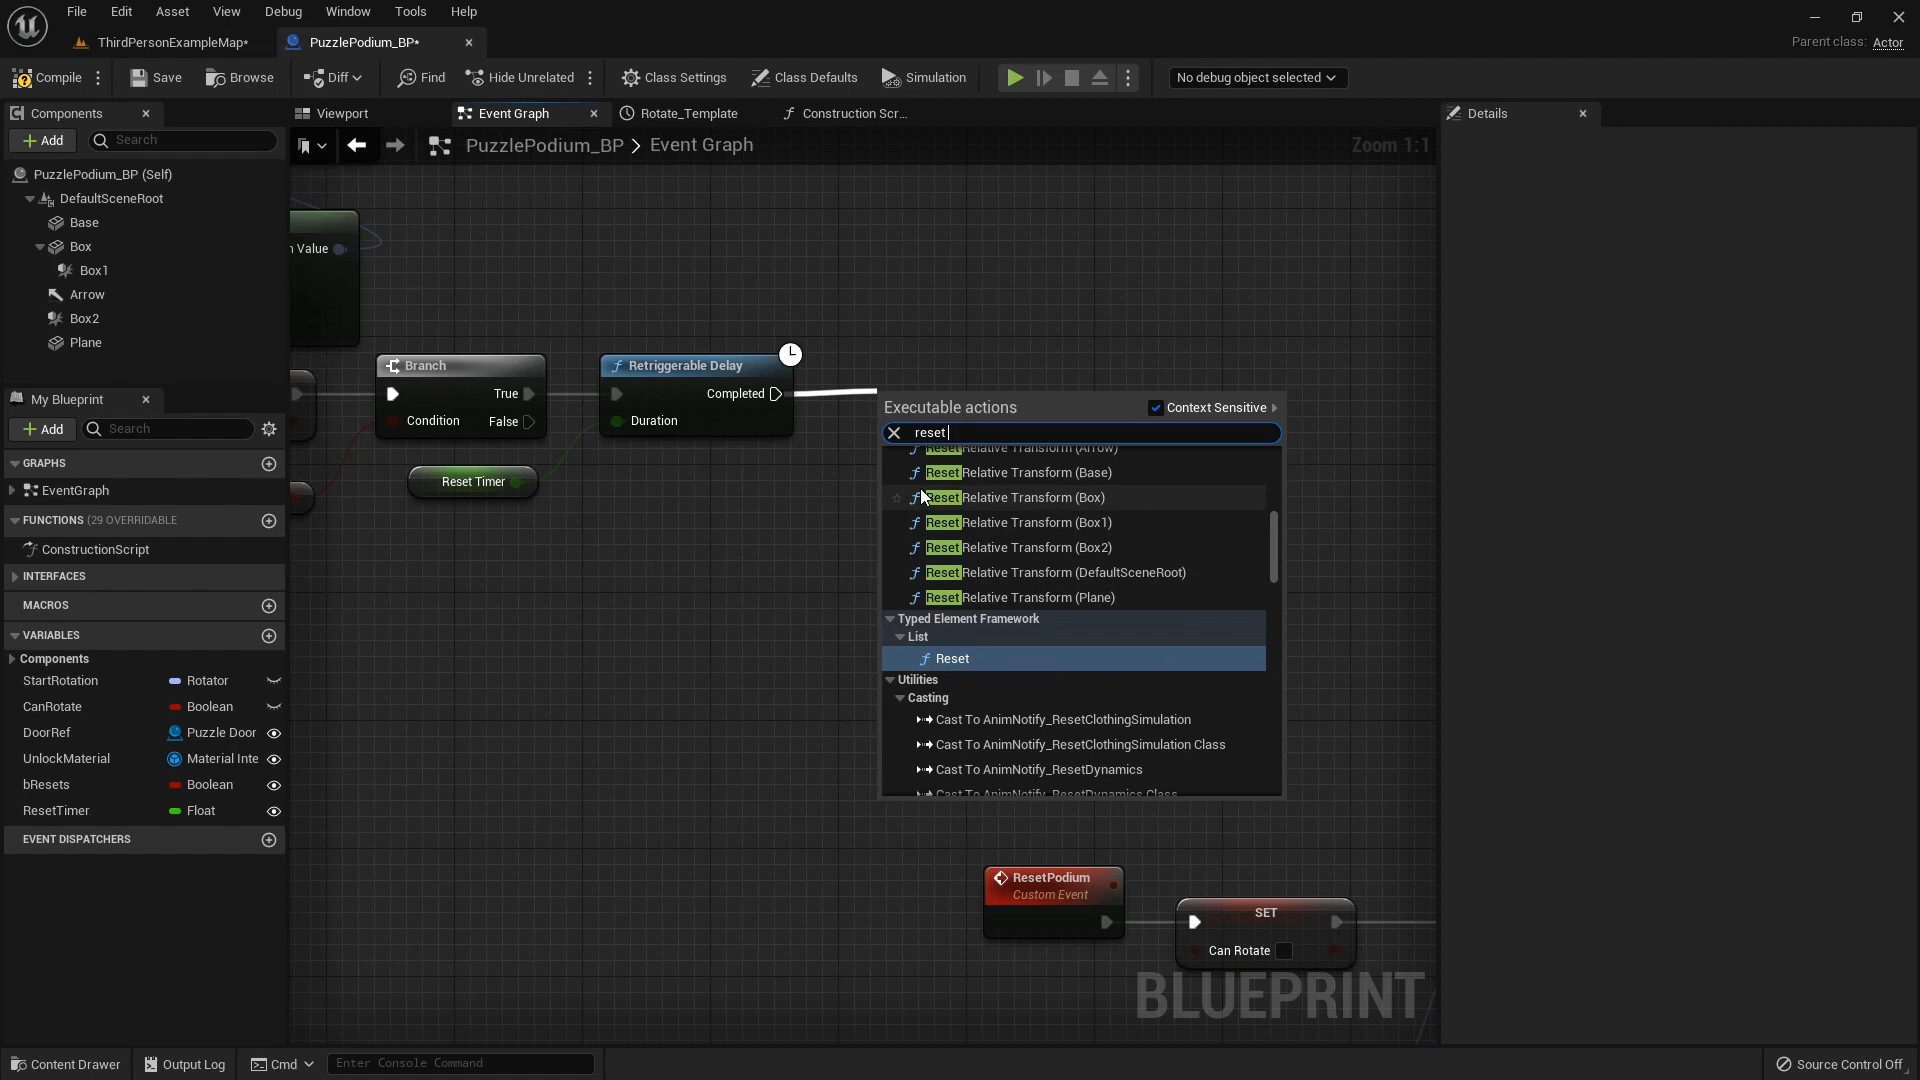 File Edit Asset View Debug Window Tools Help
ThirdPersonExampleMap* PuzzlePodium_BP*
Parent class: Actor
Compile Save Browse Diff Find Hide Unrelated Class Settings Class Defaults Simulation No debug object selected
Components
Add Search
PuzzlePodium_BP (Self)
DefaultSceneRoot
Base
Box
Box1
Arrow
Box2
Plane
My Blueprint
Add Search
GRAPHS
EventGraph
FUNCTIONS (29 OVERRIDABLE
ConstructionScript
INTERFACES
MACROS
VARIABLES
Components
StartRotation Rotator
CanRotate Boolean
DoorRef Puzzle Door
UnlockMaterial Material Inte
bResets Boolean
ResetTimer Float
EVENT DISPATCHERS
Viewport Event Graph Rotate_Template Construction Scr...
PuzzlePodium_BP > Event Graph
Zoom 1:1
n Value
Branch
True
Condition False
Retriggerable Delay
Completed
Duration
Reset Timer
Executable actions Context Sensitive
reset
Reset Relative Transform (Arrow)
Reset Relative Transform (Base)
Reset Relative Transform (Box)
Reset Relative Transform (Box1)
Reset Relative Transform (Box2)
Reset Relative Transform (DefaultSceneRoot)
Reset Relative Transform (Plane)
Typed Element Framework
List
Reset
Utilities
Casting
Cast To AnimNotify_ResetClothingSimulation
Cast To AnimNotify_ResetClothingSimulation Class
Cast To AnimNotify_ResetDynamics
Cast To AnimNotify_ResetDynamics Class
ResetPodium
Custom Event
SET
Can Rotate
BLUEPRINT
Details
Content Drawer Output Log Cmd Enter Console Command Source Control Off